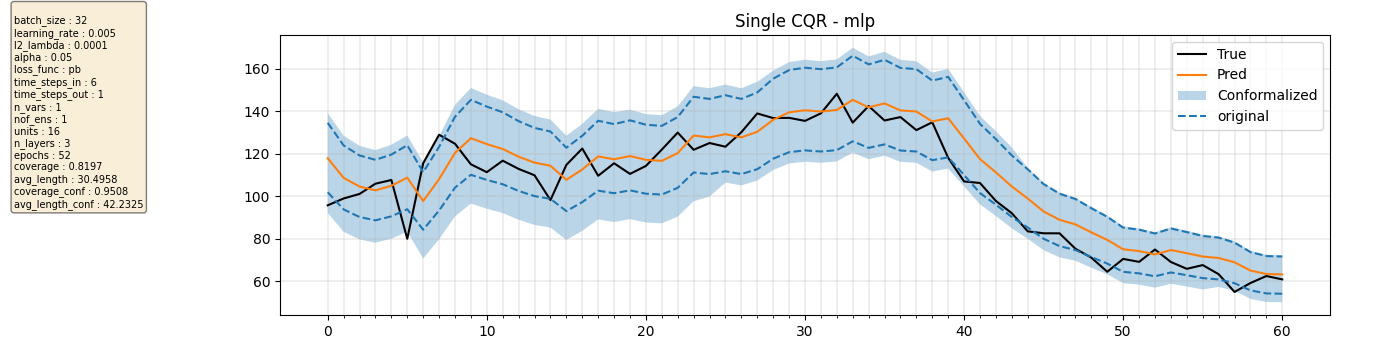 batch_size : 32
learning_rate : 0.005
l2_lambda : 0.0001
alpha : 0.05
loss_func : pb
time_steps_in : 6
time_steps_out : 1
n_vars : 1
nof_ens : 1
units : 16
n_layers : 3
epochs : 52
coverage : 0.8197
avg_length : 30.4958
coverage_conf : 0.9508
avg_length_conf : 42.2325
Single CQR - mlp
160
140
120
100
80
60
True
Pred
Conformalized
original
0 10 20 30 40 50 60